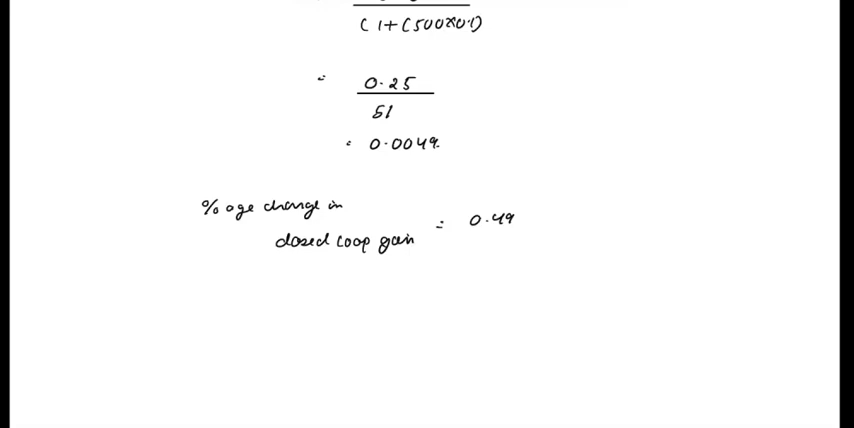 ( 1+(500×0.1)
= 0.25
51
= 0.0049.
% age change in
closed loop gain = 0.49